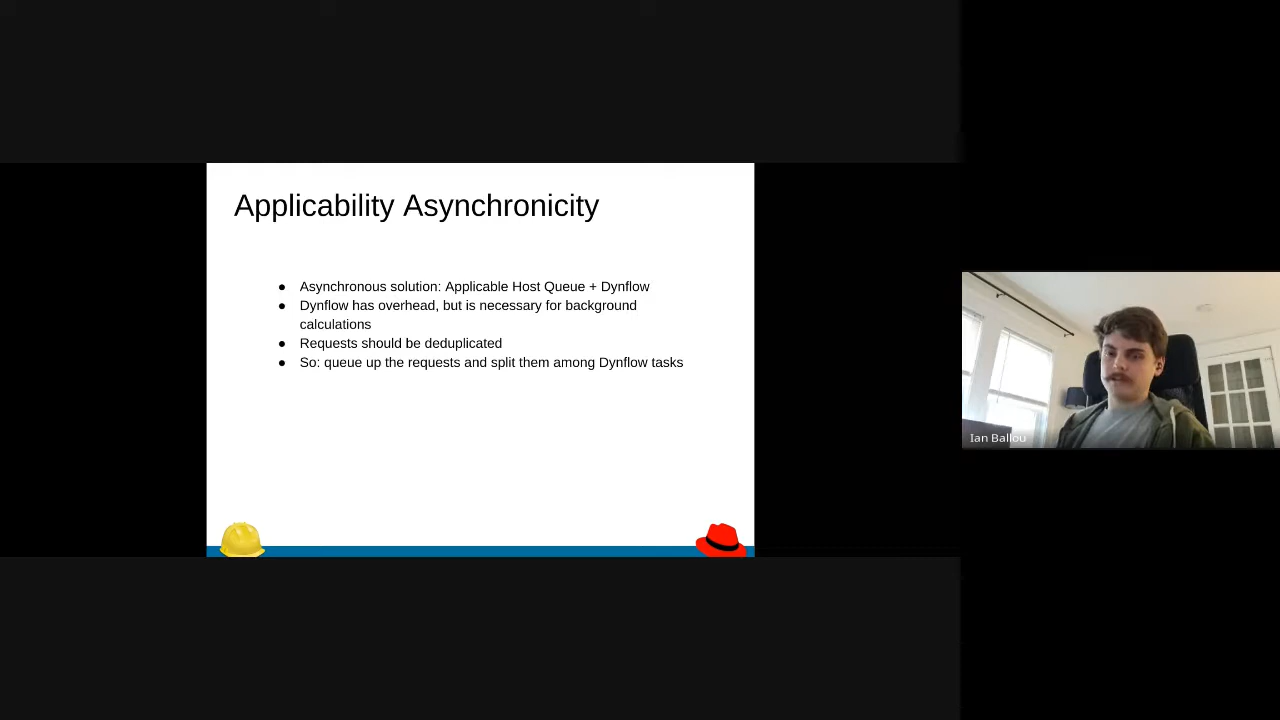 Applicability Asynchronicity
● Asynchronous solution: Applicable Host Queue + Dynflow
● Dynflow has overhead, but is necessary for background
calculations
● Requests should be deduplicated
● So: queue up the requests and split them among Dynflow tasks
Ian Ballou